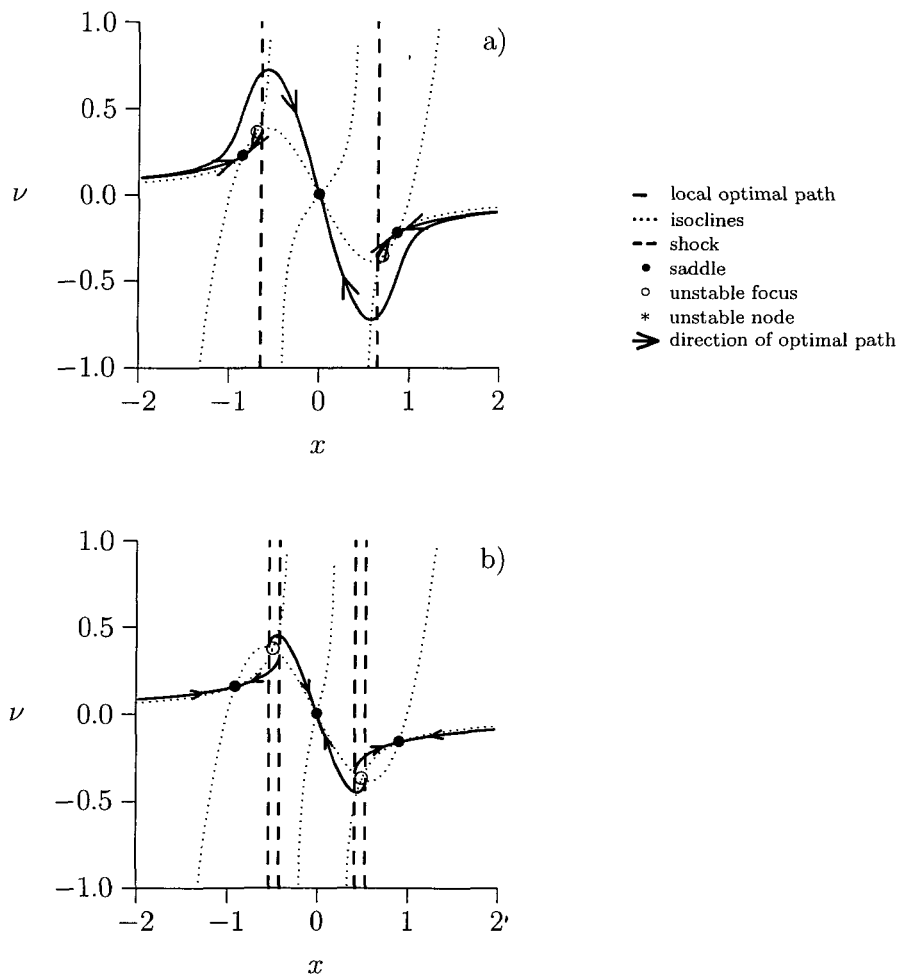 1.0
a)
0.5
ν
0.0
−0.5
−1.0
−2
−1
0
1
2
x
local optimal path
isoclines
shock
saddle
unstable focus
unstable node
direction of optimal path
1.0
b)
0.5
ν
0.0
−0.5
−1.0
−2
−1
0
1
2
x